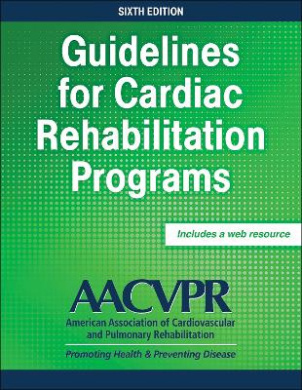 SIXTH EDITION
Guidelines
for Cardiac
Rehabilitation
Programs
Includes a web resource
AACVPR
American Association of Cardiovascular
and Pulmonary Rehabilitation
Promoting Health & Preventing Disease